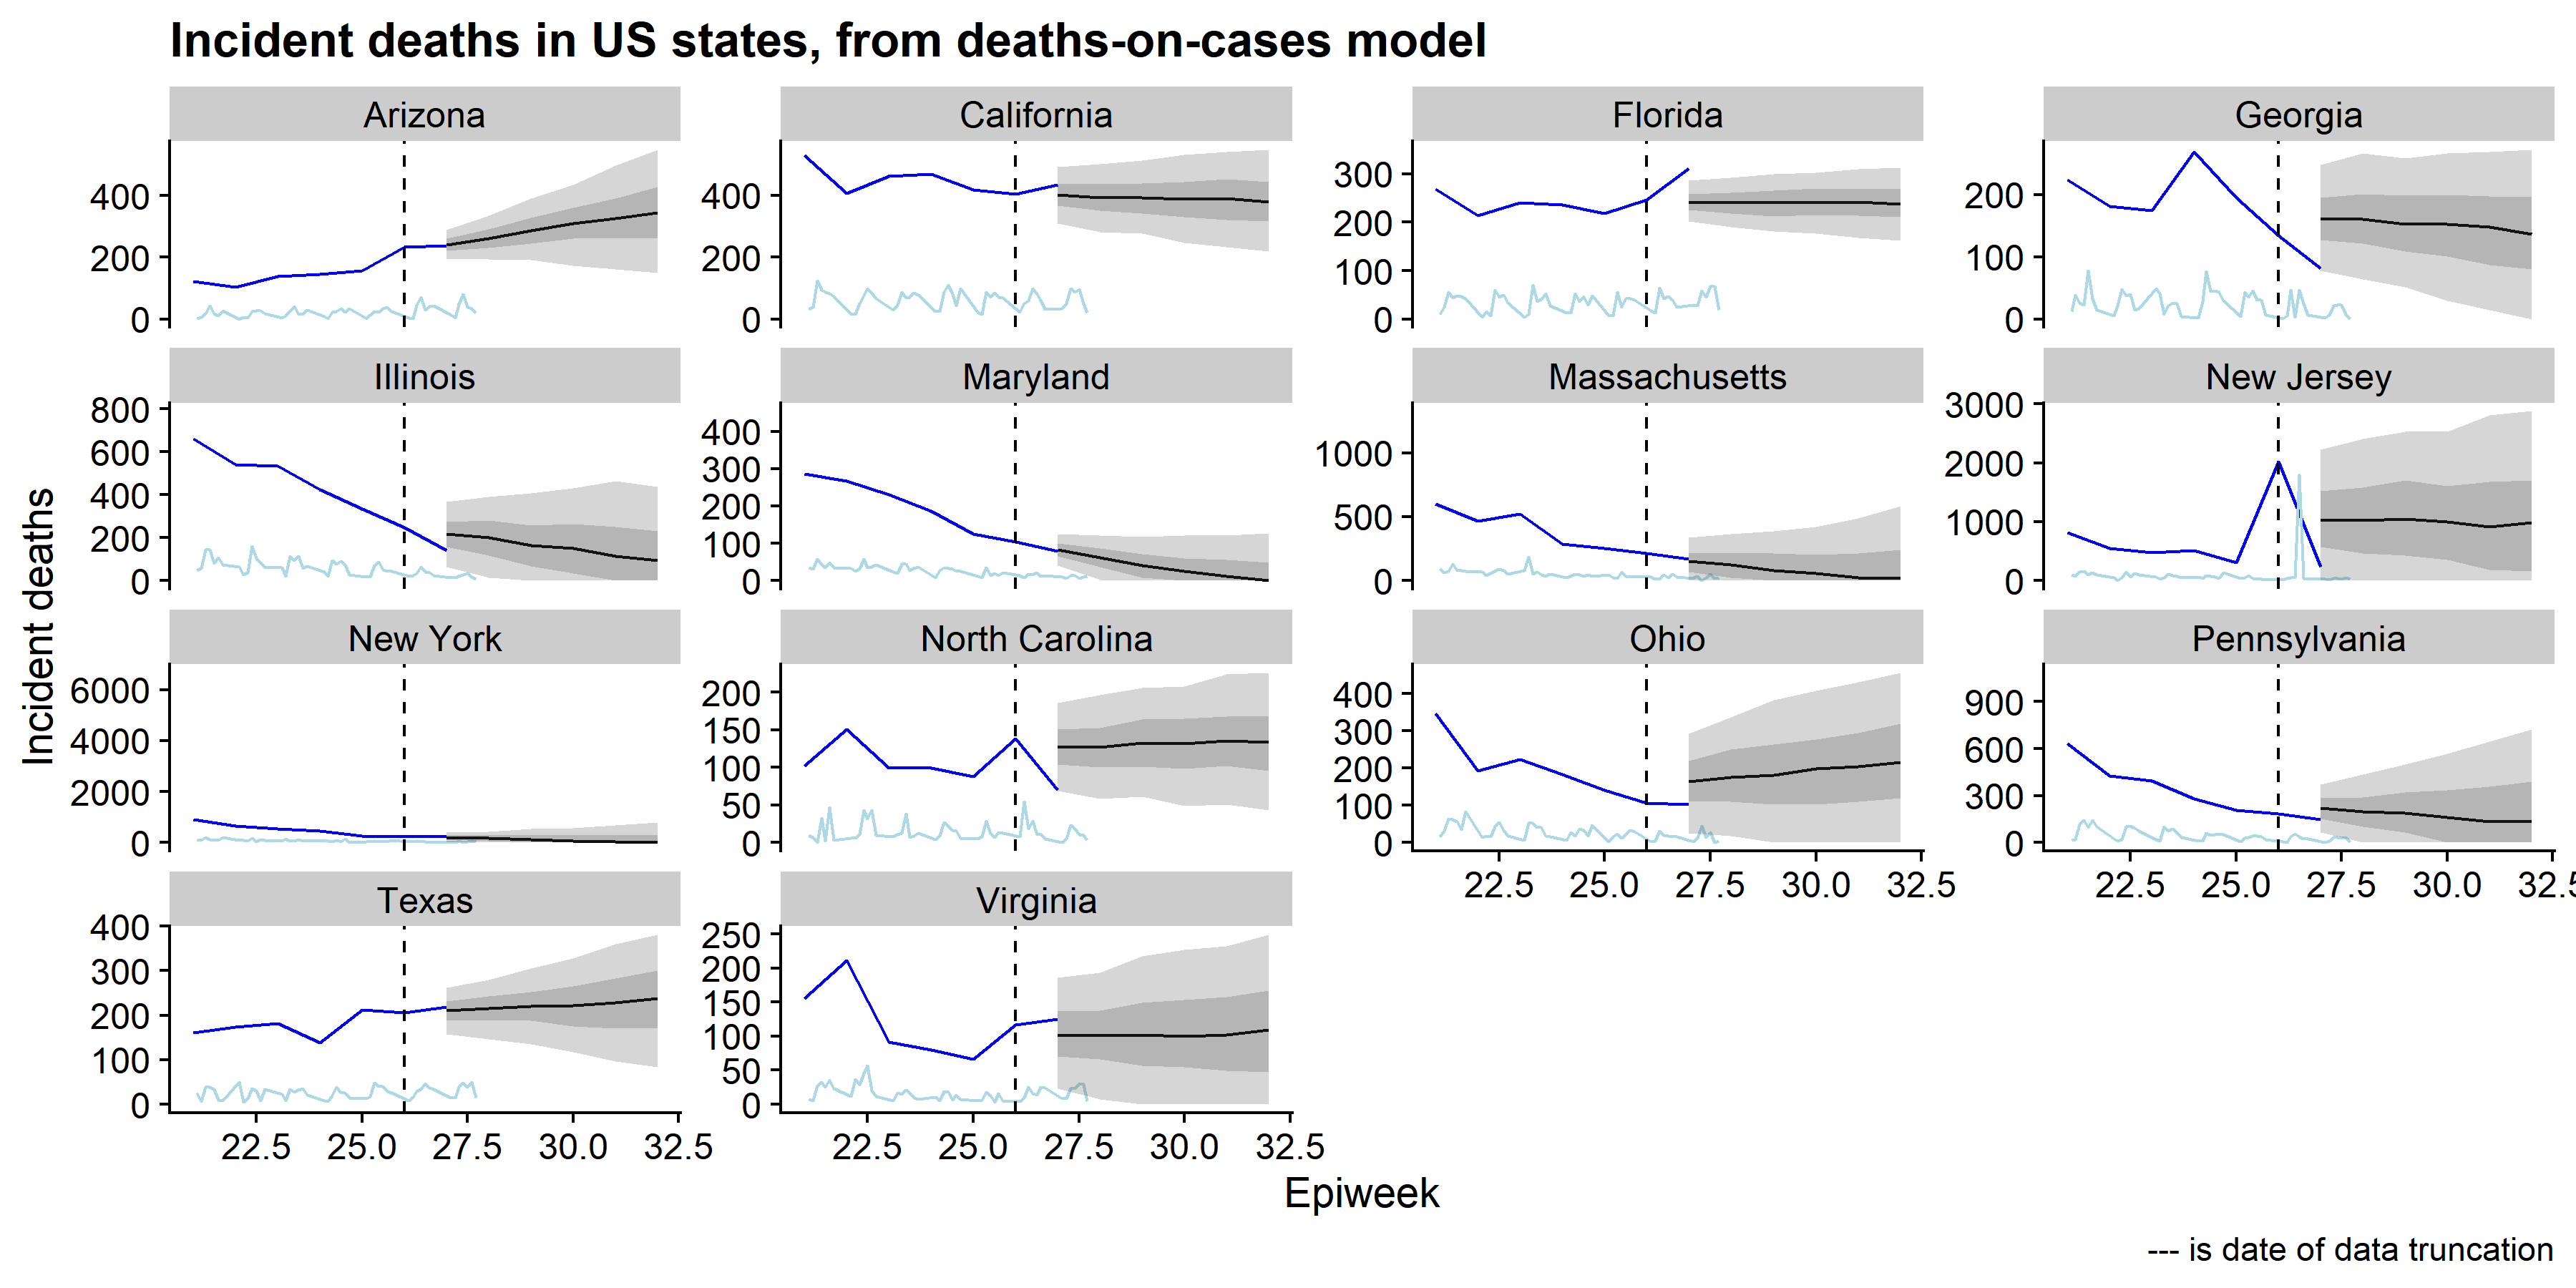 Incident deaths in US states, from deaths-on-cases model
Arizona California Florida Georgia
400 200 0
400 200 0
300 200 100 0
200 100 0
Illinois Maryland Massachusetts New Jersey
800 600 400 200 0
400 300 200 100 0
1000 500 0
3000 2000 1000 0
New York North Carolina Ohio Pennsylvania
6000 4000 2000 0
200 150 100 50 0
400 300 200 100 0
900 600 300 0
22.5 25.0 27.5 30.0 32.5
22.5 25.0 27.5 30.0 32.5
Texas Virginia
400 300 200 100 0
250 200 150 100 50 0
22.5 25.0 27.5 30.0 32.5
22.5 25.0 27.5 30.0 32.5
Incident deaths
Epiweek
--- is date of data truncation